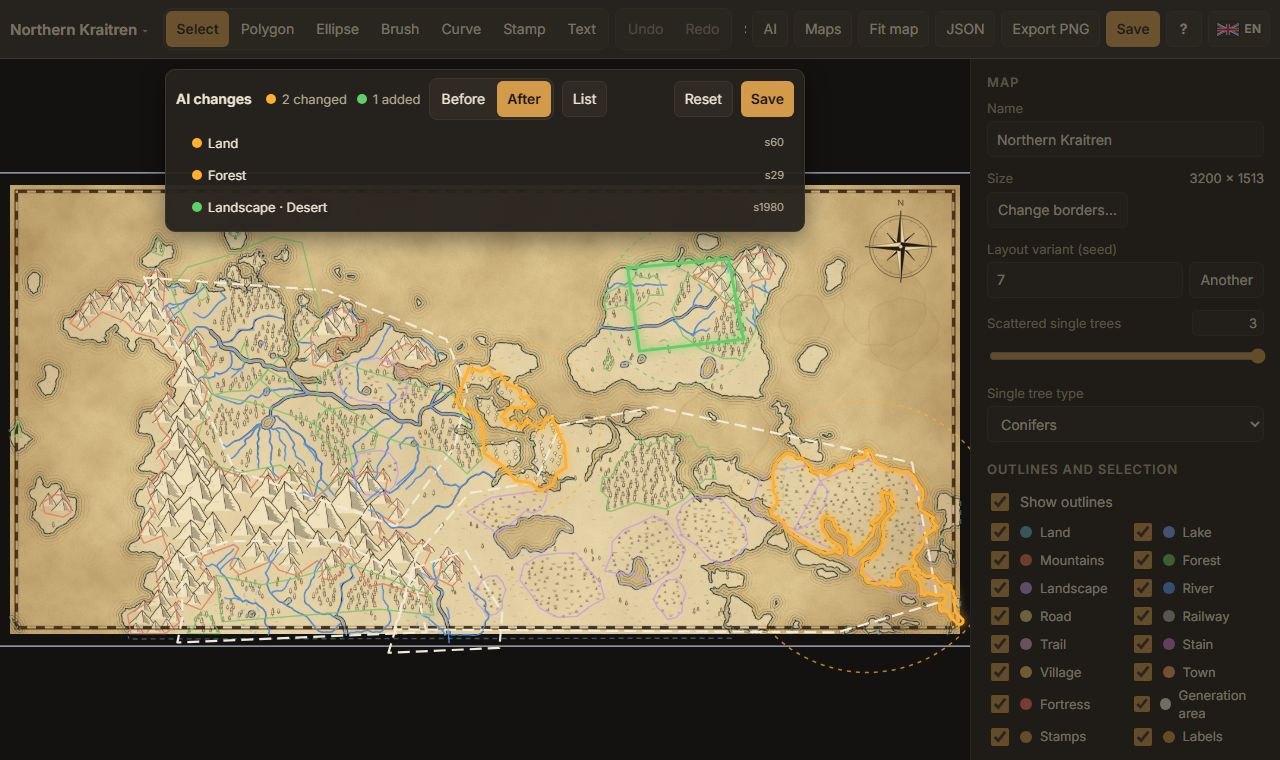 Northern Kraitren
Select Polygon Ellipse Brush Curve Stamp Text Undo Redo AI Maps Fit map JSON Export PNG Save ? EN
AI changes 2 changed 1 added Before After List Reset Save
Land s60
Forest s29
Landscape · Desert s1980
N
MAP
Name
Northern Kraitren
Size 3200 × 1513
Change borders...
Layout variant (seed)
7 Another
Scattered single trees 3
Single tree type
Conifers
OUTLINES AND SELECTION
Show outlines
Land Lake
Mountains Forest
Landscape River
Road Railway
Trail Stain
Village Town
Fortress Generation area
Stamps Labels